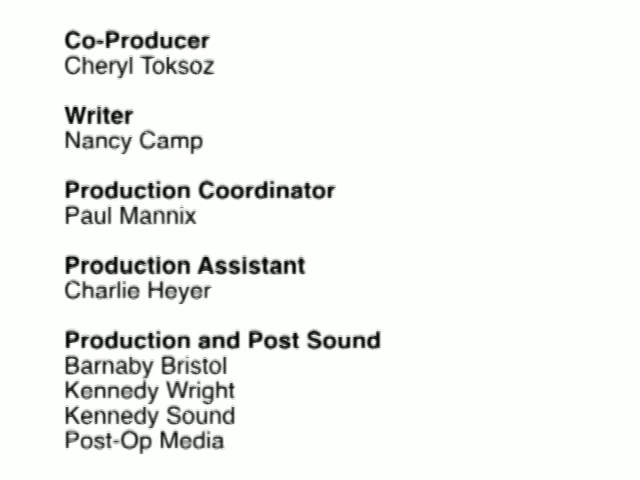 Co-Producer
Cheryl Toksoz
Writer
Nancy Camp
Production Coordinator
Paul Mannix
Production Assistant
Charlie Heyer
Production and Post Sound
Barnaby Bristol
Kennedy Wright
Kennedy Sound
Post-Op Media